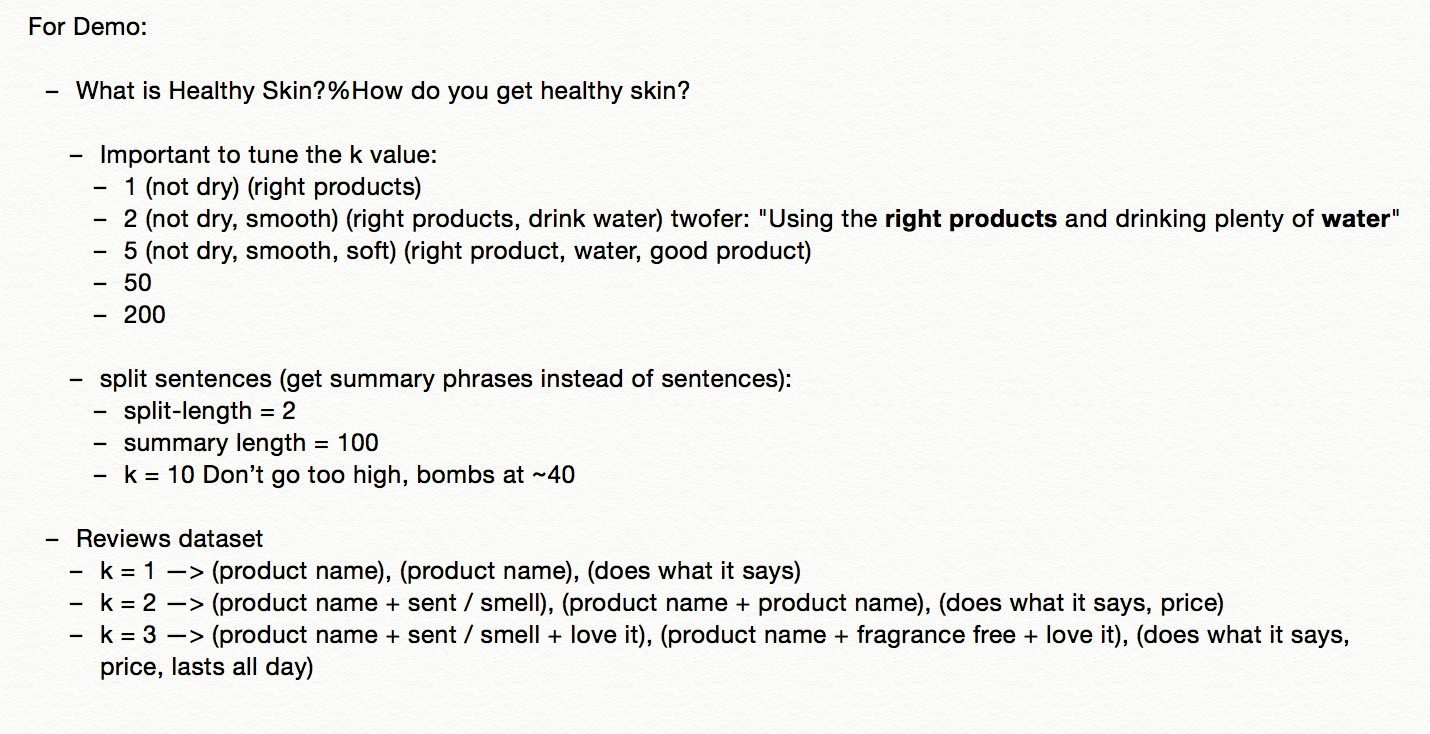 For Demo:
– What is Healthy Skin?%How do you get healthy skin?
– Important to tune the k value:
– 1 (not dry) (right products)
– 2 (not dry, smooth) (right products, drink water) twofer: "Using the right products and drinking plenty of water"
– 5 (not dry, smooth, soft) (right product, water, good product)
– 50
– 200
– split sentences (get summary phrases instead of sentences):
– split-length = 2
– summary length = 100
– k = 10 Don’t go too high, bombs at ~40
– Reviews dataset
– k = 1 —> (product name), (product name), (does what it says)
– k = 2 —> (product name + sent / smell), (product name + product name), (does what it says, price)
– k = 3 —> (product name + sent / smell + love it), (product name + fragrance free + love it), (does what it says,
price, lasts all day)